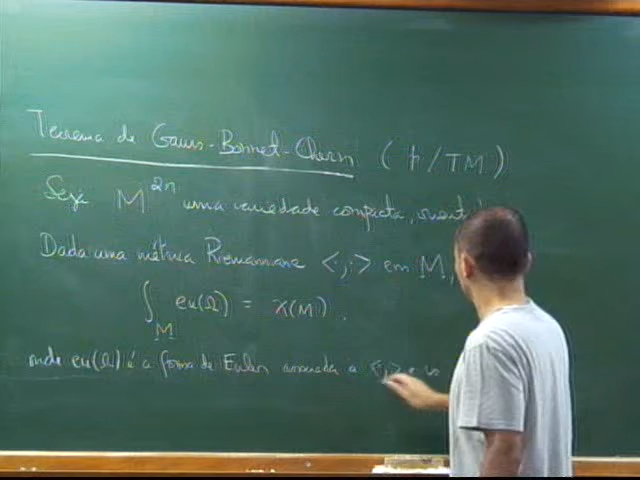 Teorema de Gauss-Bonnet-Chern (p/TM)
Seja M^{2n} uma variedade compacta,
Dada uma métrica Riemanniana <,> em M,
∫_M eu(Ω) = χ(M).
onde eu(Ω) é a forma de Euler associada a <,> e